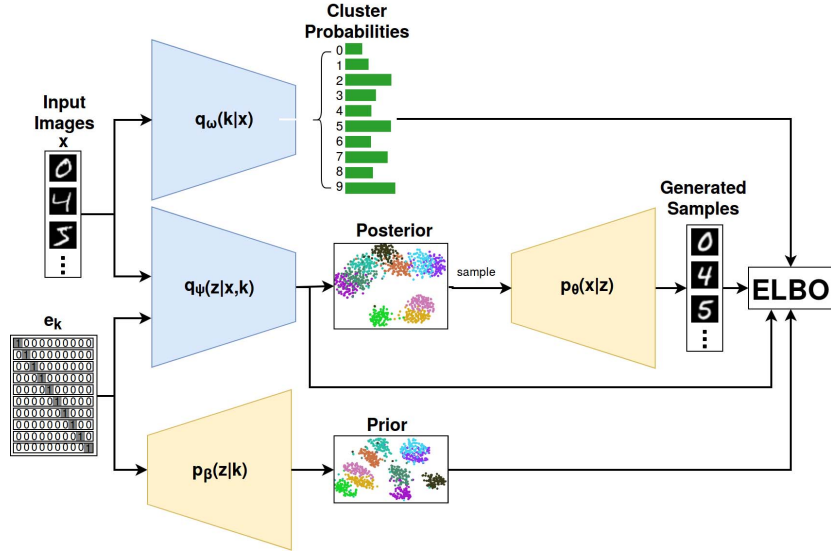 Cluster
Probabilities
0
1
2
3
4
5
6
7
8
9
qω(k|x)
Input
Images
x
0
4
5
⋮
qψ(z|x,k)
Posterior
sample
pθ(x|z)
Generated
Samples
0
4
5
⋮
ELBO
ek
1000000000
0100000000
0010000000
0001000000
0000100000
0000010000
0000001000
0000000100
0000000010
0000000001
pβ(z|k)
Prior